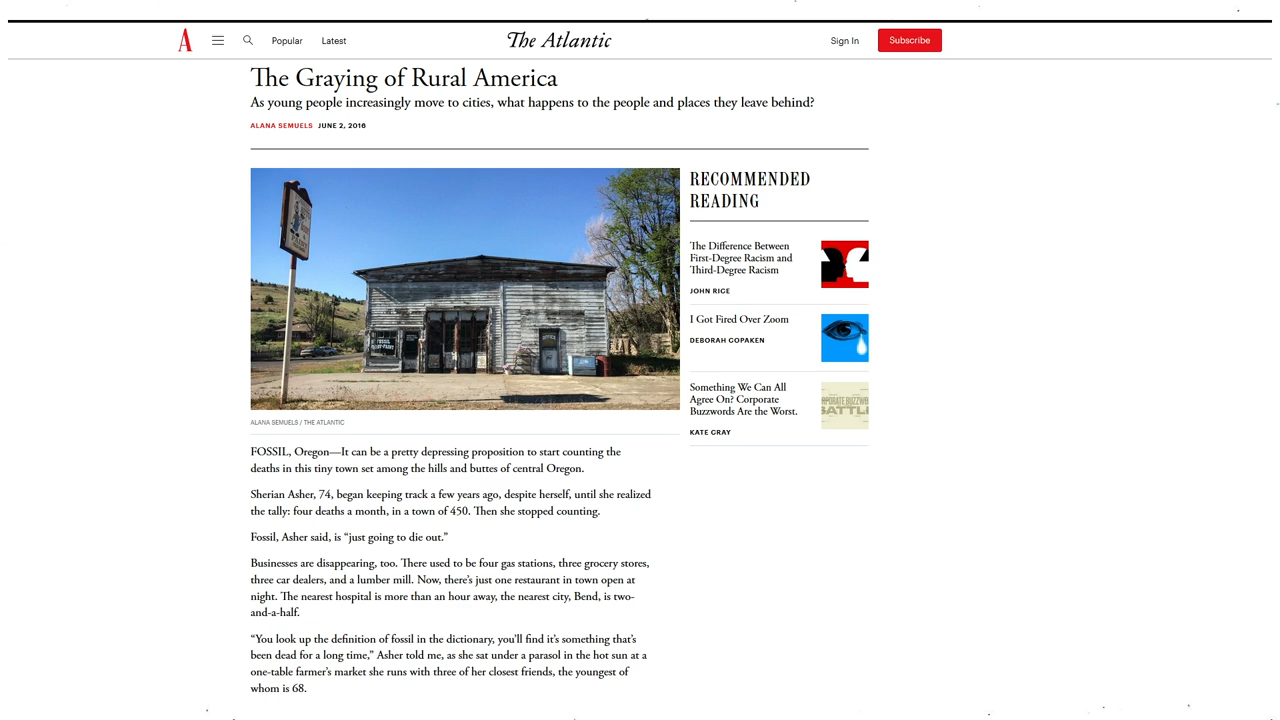 A
Popular
Latest
The Atlantic
Sign In
Subscribe
The Graying of Rural America
As young people increasingly move to cities, what happens to the people and places they leave behind?
ALANA SEMUELS JUNE 2, 2016
ALANA SEMUELS / THE ATLANTIC
FOSSIL, Oregon—It can be a pretty depressing proposition to start counting the
deaths in this tiny town set among the hills and buttes of central Oregon.
Sherian Asher, 74, began keeping track a few years ago, despite herself, until she realized
the tally: four deaths a month, in a town of 450. Then she stopped counting.
Fossil, Asher said, is “just going to die out.”
Businesses are disappearing, too. There used to be four gas stations, three grocery stores,
three car dealers, and a lumber mill. Now, there’s just one restaurant in town open at
night. The nearest hospital is more than an hour away, the nearest city, Bend, is two-
and-a-half.
“You look up the definition of fossil in the dictionary, you’ll find it’s something that’s
been dead for a long time,” Asher told me, as she sat under a parasol in the hot sun at a
one-table farmer’s market she runs with three of her closest friends, the youngest of
whom is 68.
RECOMMENDED
READING
The Difference Between
First-Degree Racism and
Third-Degree Racism
JOHN RICE
I Got Fired Over Zoom
DEBORAH COPAKEN
Something We Can All
Agree On? Corporate
Buzzwords Are the Worst.
KATE CRAY